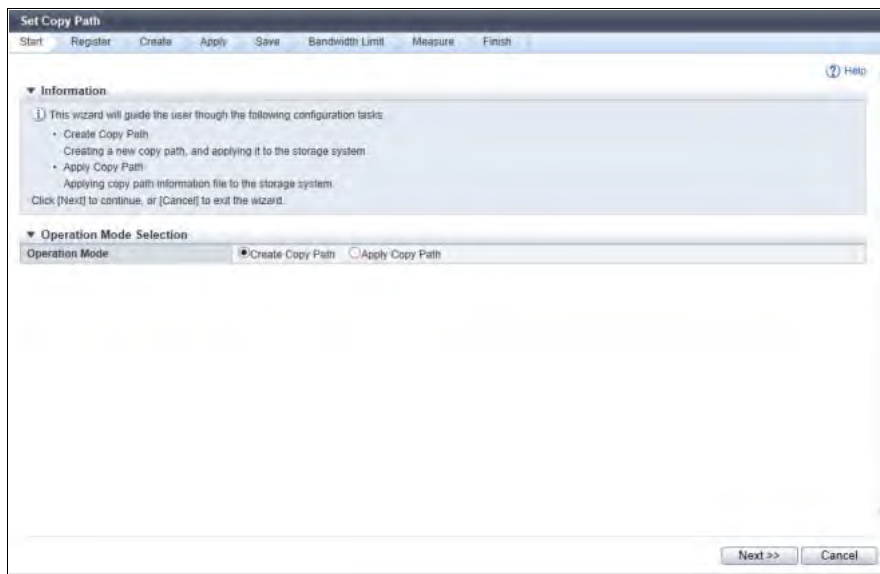 Set Copy Path
Start Register Create Apply Save Bandwidth Limit Measure Finish
Help
Information
This wizard will guide the user though the following configuration tasks.
• Create Copy Path
Creating a new copy path, and applying it to the storage system.
• Apply Copy Path
Applying copy path information file to the storage system.
Click [Next] to continue, or [Cancel] to exit the wizard.
Operation Mode Selection
Operation Mode Create Copy Path Apply Copy Path
Next >> Cancel